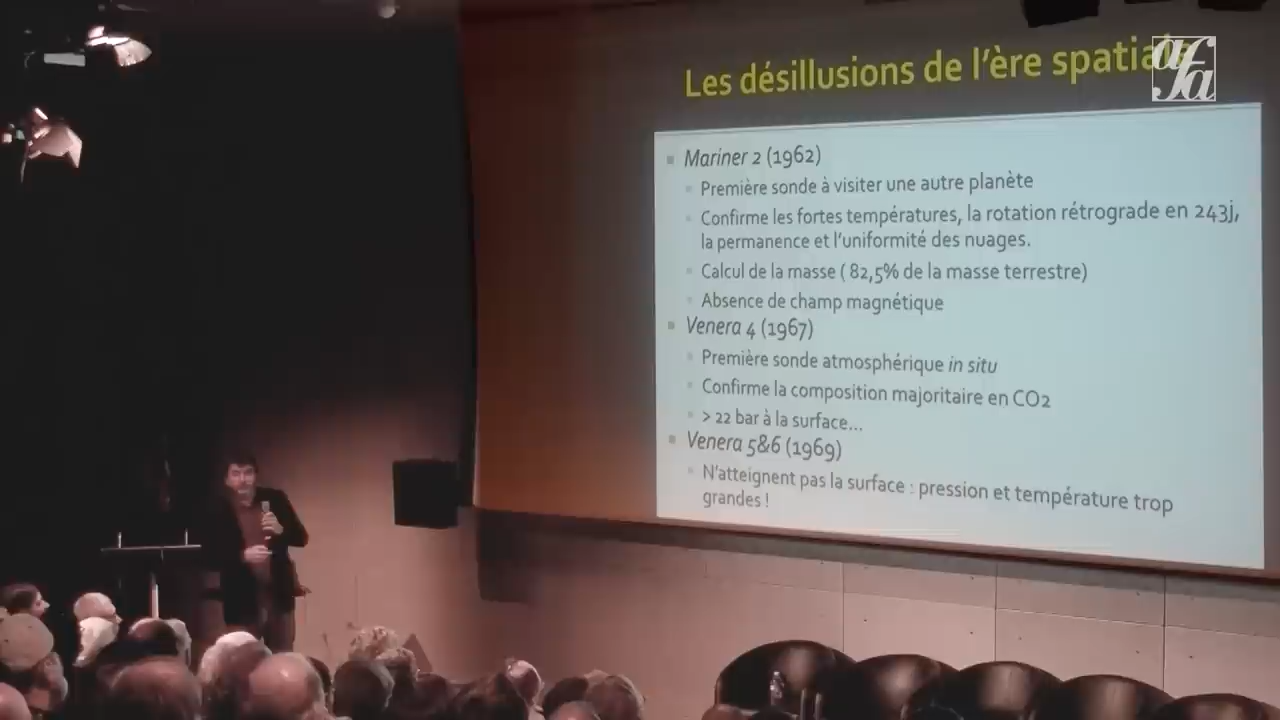 Les désillusions de l'ère spatiale
afa
Mariner 2 (1962)
Première sonde à visiter une autre planète
Confirme les fortes températures, la rotation rétrograde en 243j,
la permanence et l'uniformité des nuages.
Calcul de la masse ( 82,5% de la masse terrestre)
Absence de champ magnétique
Venera 4 (1967)
Première sonde atmosphérique in situ
Confirme la composition majoritaire en CO2
> 22 bar à la surface...
Venera 5&6 (1969)
N'atteignent pas la surface : pression et température trop
grandes !